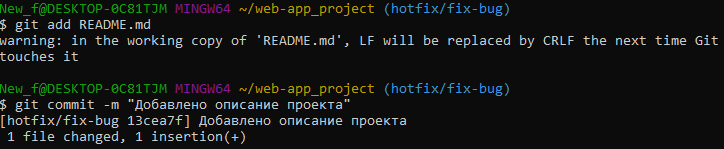 New_f@DESKTOP-0C81TJM MINGW64 ~/web-app_project (hotfix/fix-bug)
$ git add README.md
warning: in the working copy of 'README.md', LF will be replaced by CRLF the next time Git
touches it
New_f@DESKTOP-0C81TJM MINGW64 ~/web-app_project (hotfix/fix-bug)
$ git commit -m "Добавлено описание проекта"
[hotfix/fix-bug 13cea7f] Добавлено описание проекта
 1 file changed, 1 insertion(+)